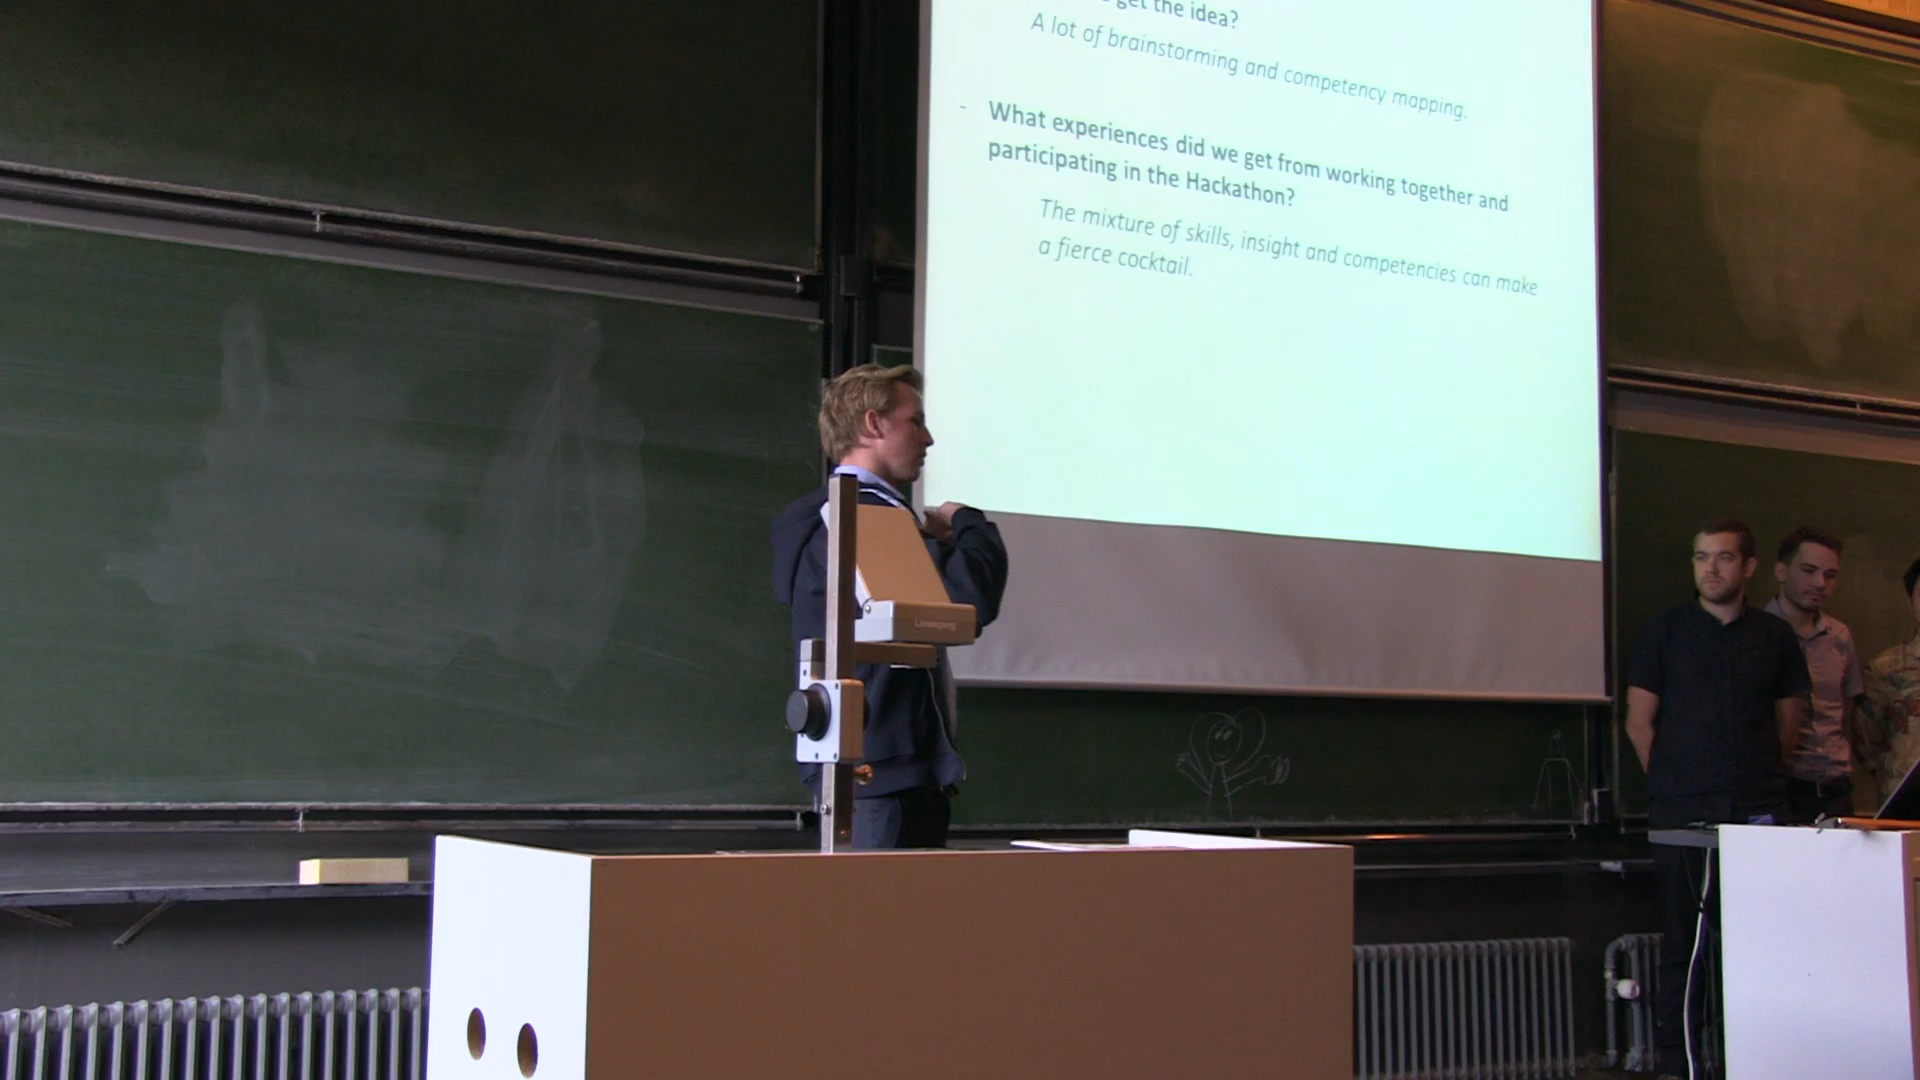 get the idea?
A lot of brainstorming and competency mapping.
- What experiences did we get from working together and
participating in the Hackathon?
The mixture of skills, insight and competencies can make
a fierce cocktail.
Liesegang